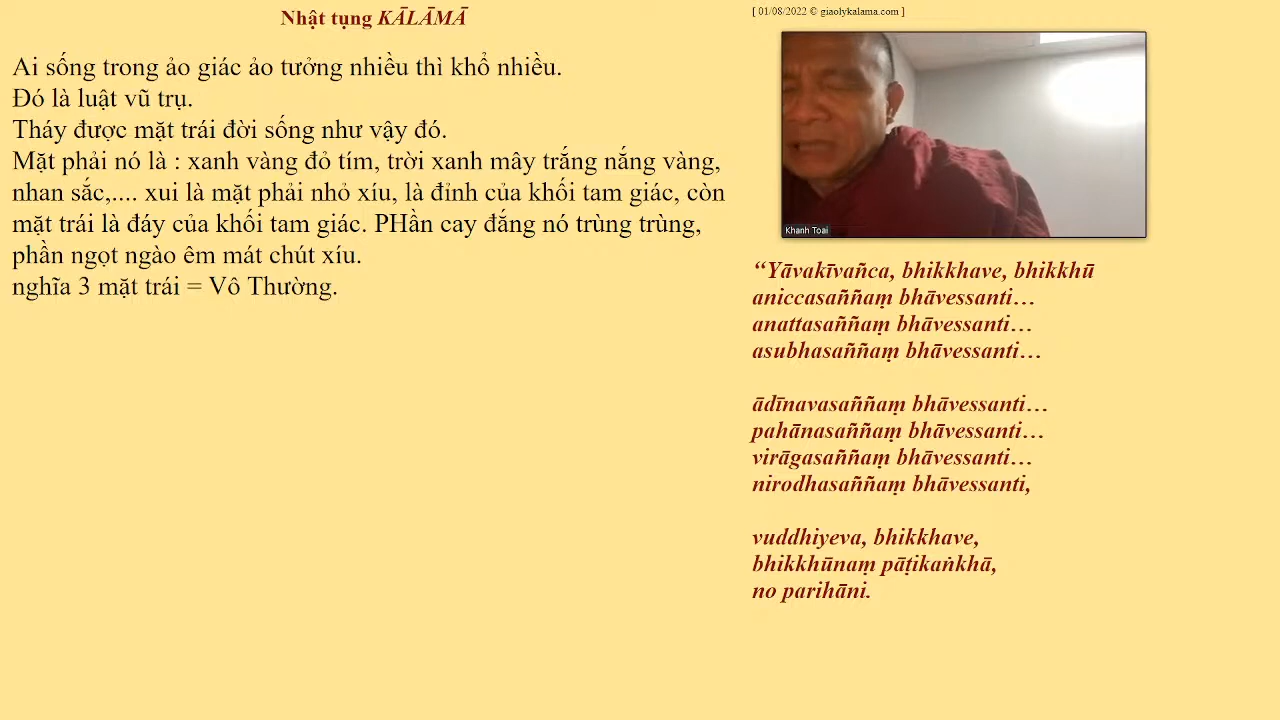 Nhật tụng KĀLĀMĀ
Ai sống trong ảo giác ảo tưởng nhiều thì khổ nhiều.
Đó là luật vũ trụ.
Tháy được mặt trái đời sống như vậy đó.
Mặt phải nó là : xanh vàng đỏ tím, trời xanh mây trắng nắng vàng,
nhan sắc,.... xui là mặt phải nhỏ xíu, là đỉnh của khối tam giác, còn
mặt trái là đáy của khối tam giác. PHần cay đắng nó trùng trùng,
phần ngọt ngào êm mát chút xíu.
nghĩa 3 mặt trái = Vô Thường.
[ 01/08/2022 © giaolykalama.com ]
Khanh Toai
“Yāvakīvañca, bhikkhave, bhikkhū
aniccasaññaṃ bhāvessanti…
anattasaññaṃ bhāvessanti…
asubhasaññaṃ bhāvessanti…
ādīnavasaññaṃ bhāvessanti…
pahānasaññaṃ bhāvessanti…
virāgasaññaṃ bhāvessanti…
nirodhasaññaṃ bhāvessanti,
vuddhiyeva, bhikkhave,
bhikkhūnaṃ pāṭikaṅkhā,
no parihāni.